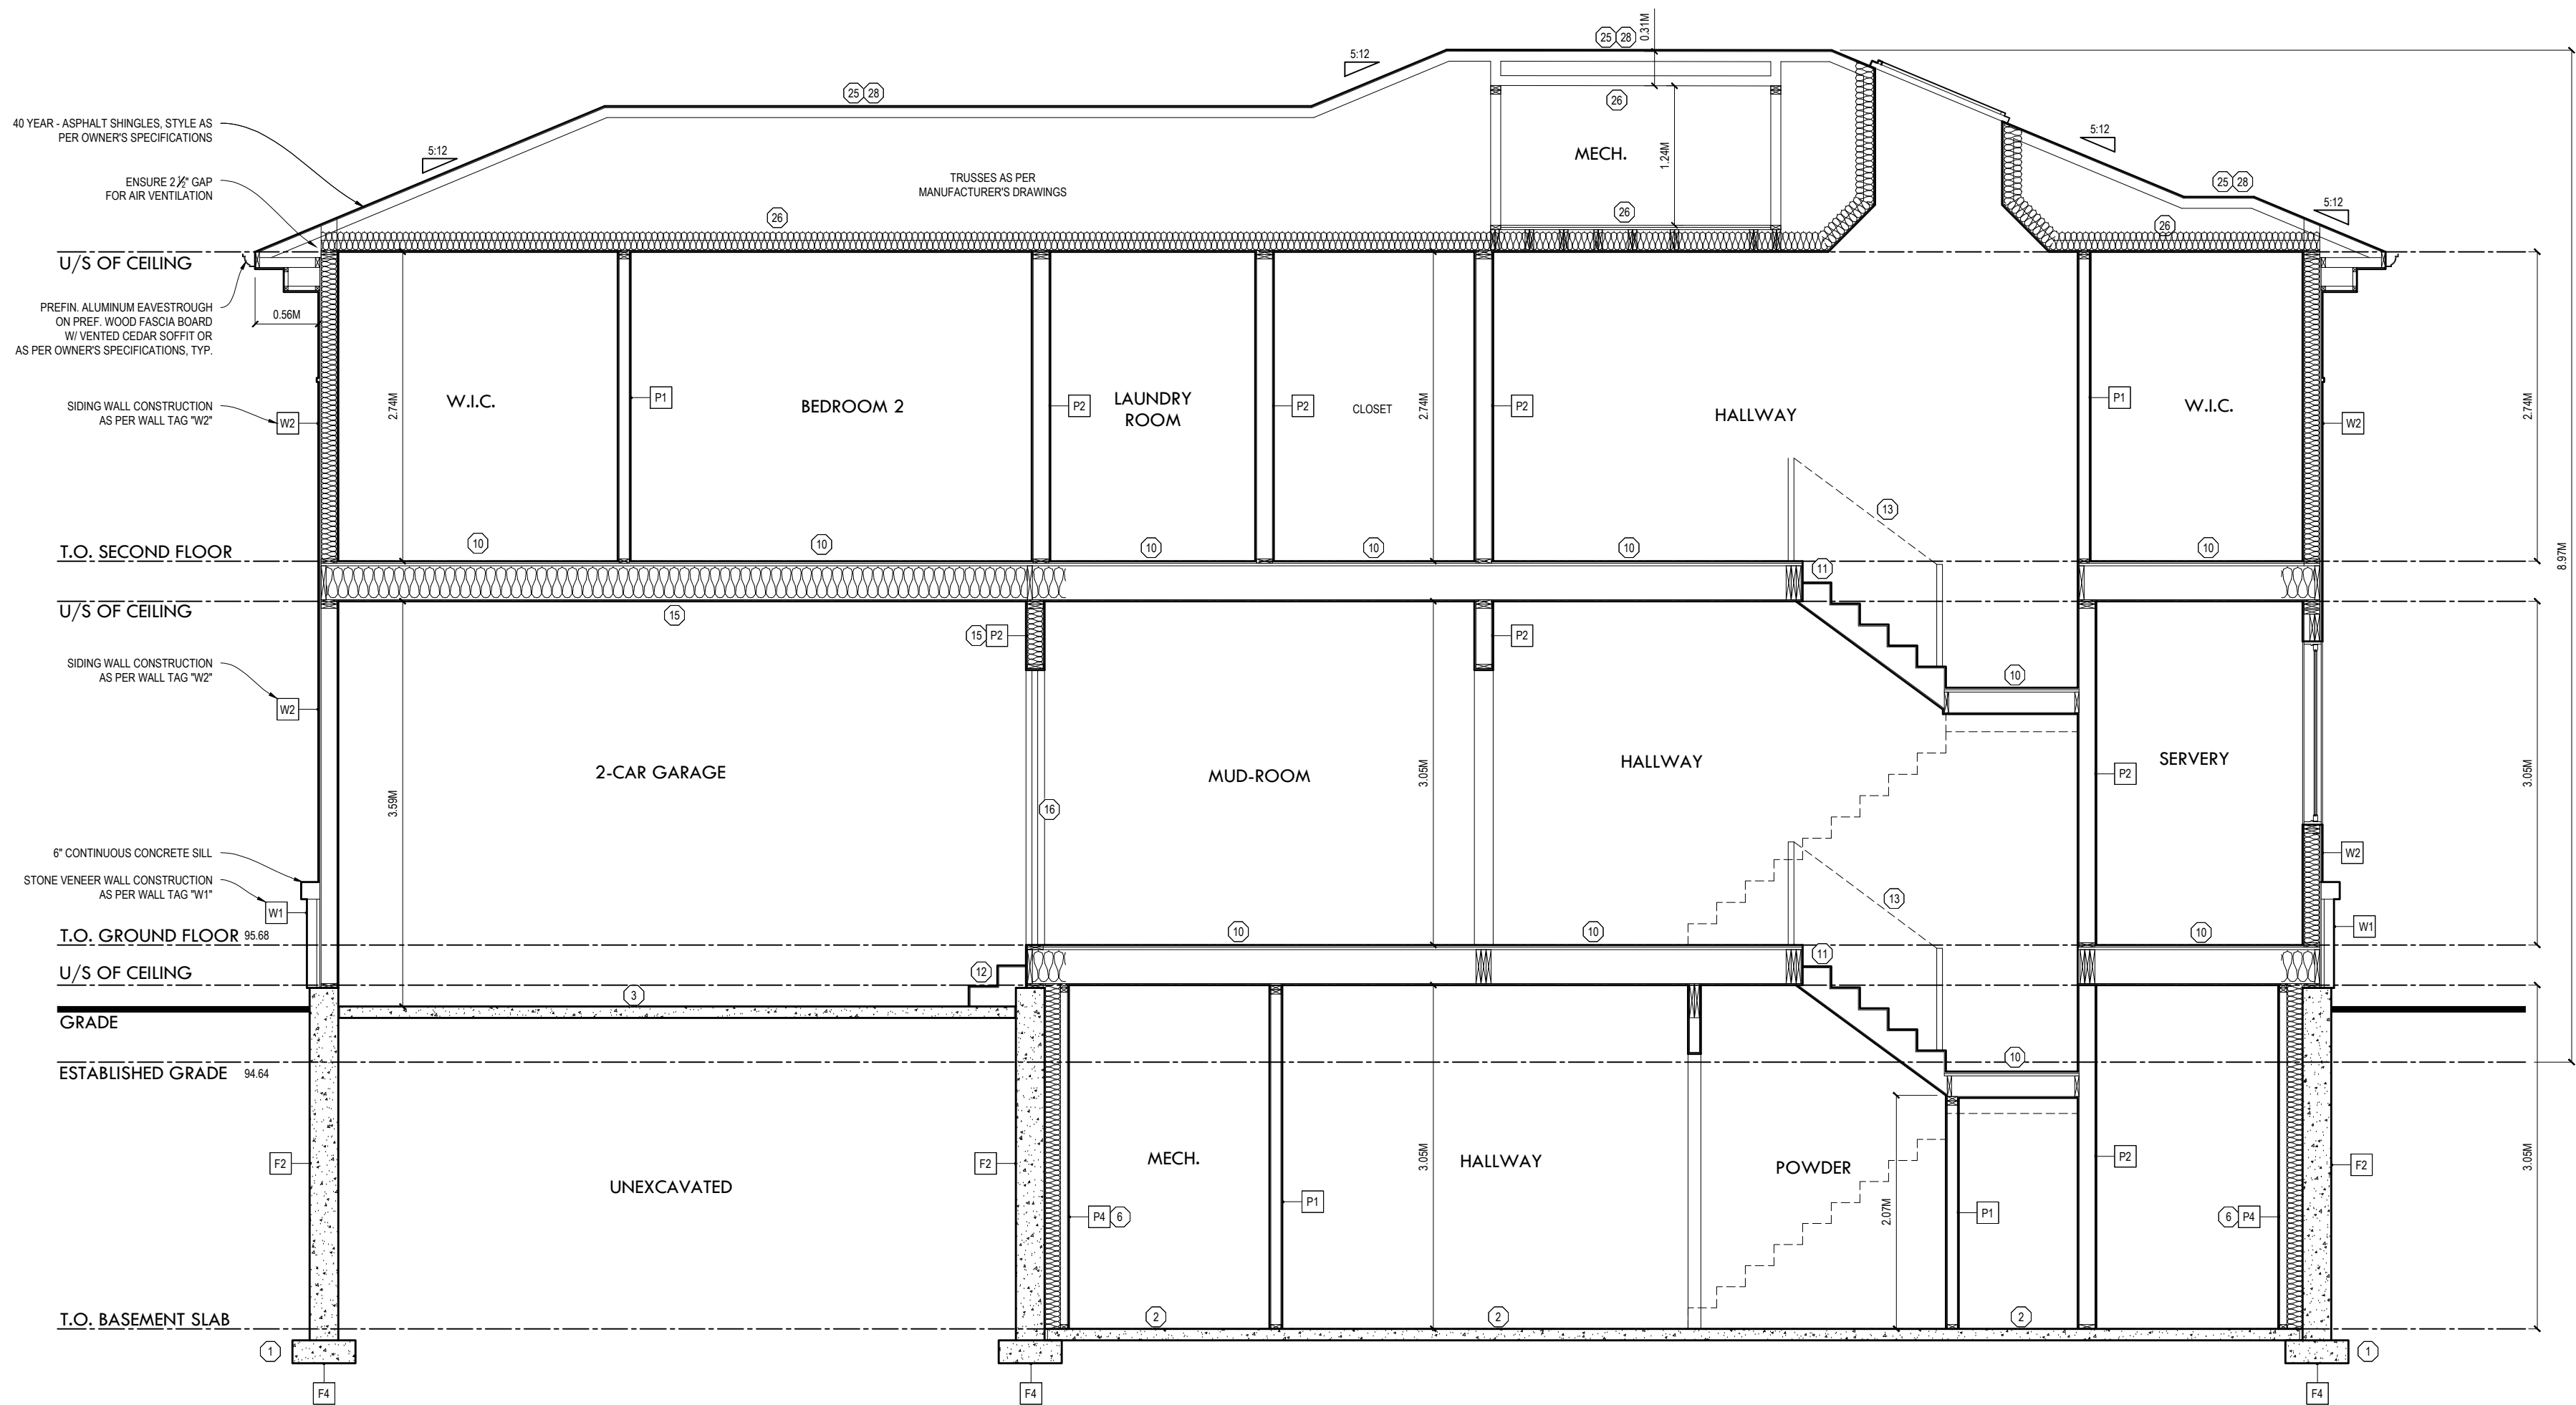 25 28
0.31M
5:12
5:12
25 28
26
40 YEAR - ASPHALT SHINGLES, STYLE AS
PER OWNER'S SPECIFICATIONS
5:12
5:12
MECH.
1.24M
ENSURE 2 ½" GAP
FOR AIR VENTILATION
TRUSSES AS PER
MANUFACTURER'S DRAWINGS
25 28
5:12
26
26
26
U/S OF CEILING
PREFIN. ALUMINUM EAVESTROUGH
ON PREF. WOOD FASCIA BOARD
W/ VENTED CEDAR SOFFIT OR
AS PER OWNER'S SPECIFICATIONS, TYP.
0.56M
SIDING WALL CONSTRUCTION
AS PER WALL TAG "W2"
W2
2.74M
W.I.C.
P1
BEDROOM 2
P2
LAUNDRY
ROOM
P2
CLOSET
2.74M
P2
HALLWAY
P1
W.I.C.
W2
2.74M
13
T.O. SECOND FLOOR
10
10
10
10
10
10
8.97M
11
U/S OF CEILING
15
15 P2
P2
SIDING WALL CONSTRUCTION
AS PER WALL TAG "W2"
W2
10
2-CAR GARAGE
3.59M
MUD-ROOM
16
3.05M
HALLWAY
P2
SERVERY
3.05M
6" CONTINUOUS CONCRETE SILL
W2
STONE VENEER WALL CONSTRUCTION
AS PER WALL TAG "W1"
W1
13
W1
T.O. GROUND FLOOR 95.68
10
10
10
11
U/S OF CEILING
12
3
GRADE
10
ESTABLISHED GRADE 94.64
F2
UNEXCAVATED
F2
MECH.
P4 6
P1
3.05M
HALLWAY
POWDER
2.07M
P1
P2
6 P4
F2
3.05M
T.O. BASEMENT SLAB
2
2
2
1
1
F4
F4
F4